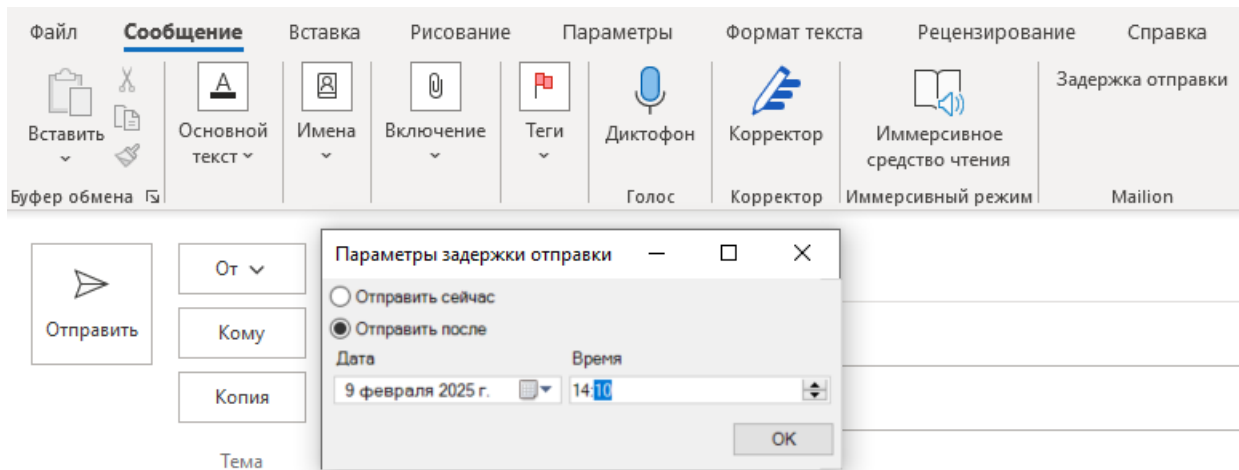 Файл Сообщение Вставка Рисование Параметры Формат текста Рецензирование Справка
Вставить Основной текст Имена Включение Теги Диктофон Корректор Иммерсивное средство чтения Задержка отправки
Буфер обмена Голос Корректор Иммерсивный режим Mailion
Отправить
От
Кому
Копия
Тема
Параметры задержки отправки
Отправить сейчас
Отправить после
Дата Время
9 февраля 2025 г. 14:10
OK